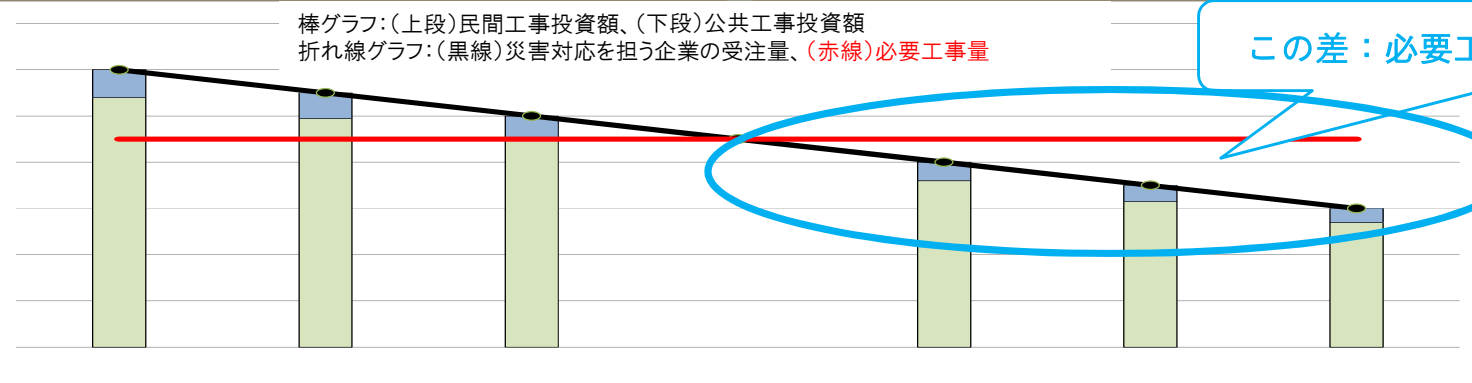 棒グラフ:(上段)民間工事投資額、(下段)公共工事投資額
折れ線グラフ:(黒線)災害対応を担う企業の受注量、(赤線)必要工事量
この差：必要工